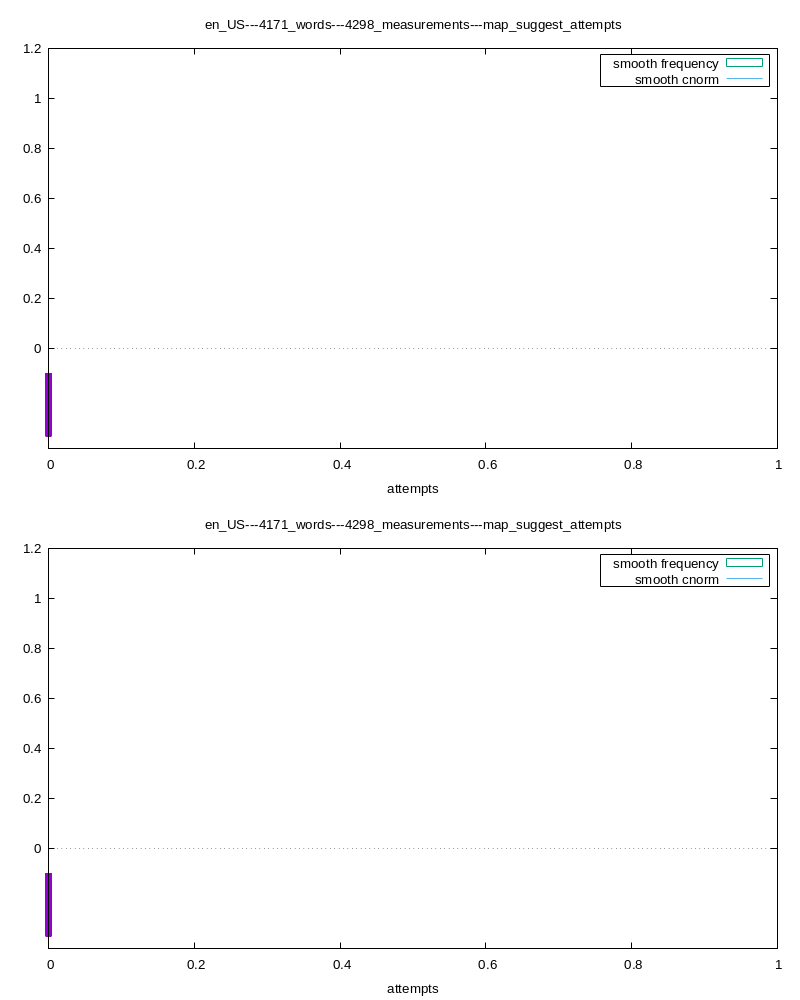 en_US---4171_words---4298_measurements---map_suggest_attempts
1.2
smooth frequency
smooth cnorm
1
0.8
0.6
0.4
0.2
0
0 0.2 0.4 0.6 0.8 1
attempts
en_US---4171_words---4298_measurements---map_suggest_attempts
1.2
smooth frequency
smooth cnorm
1
0.8
0.6
0.4
0.2
0
0 0.2 0.4 0.6 0.8 1
attempts